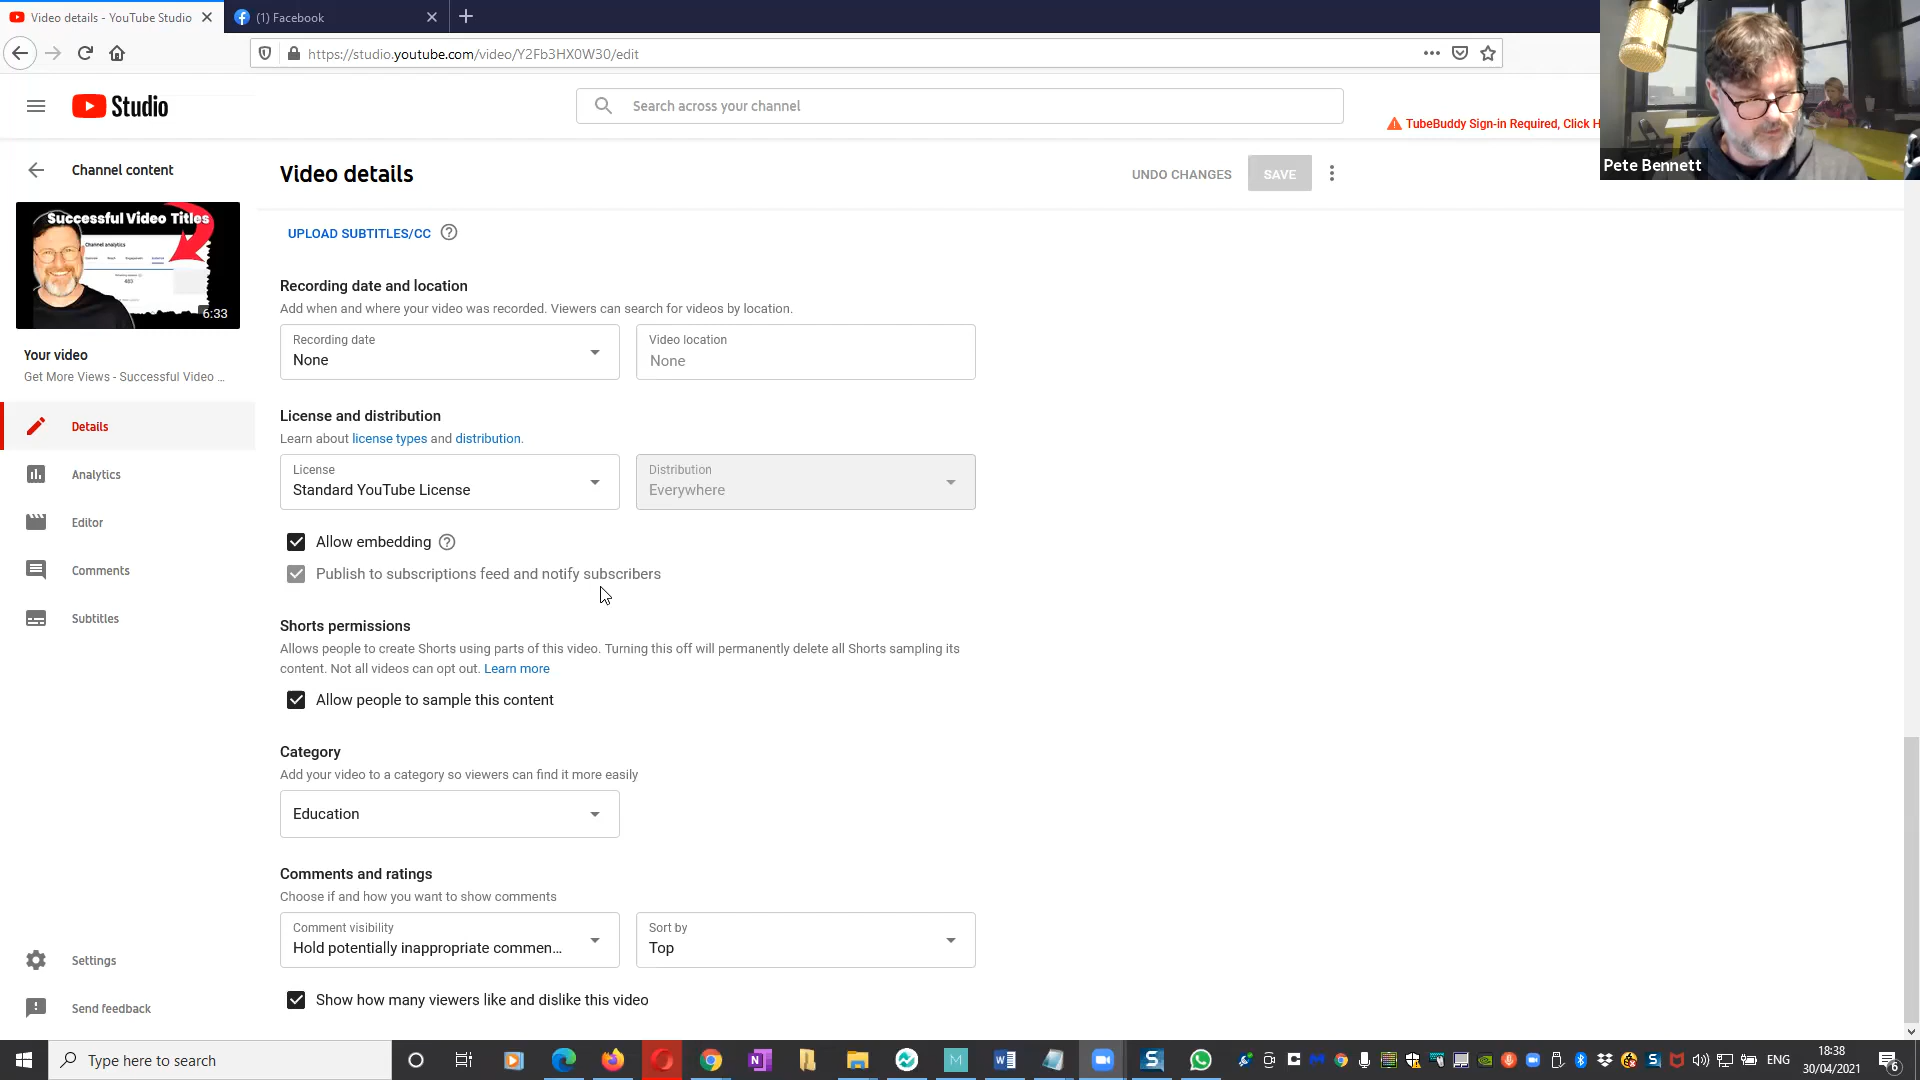 Video details - YouTube Studio
(1) Facebook
https://studio.youtube.com/video/Y2Fb3HX0W30/edit
Studio
Search across your channel
TubeBuddy Sign-in Required, Click H
Pete Bennett
Channel content
Video details
UNDO CHANGES
SAVE
Successful Video Titles
Channel analytics
6:33
Your video
Get More Views - Successful Video ...
Details
Analytics
Editor
Comments
Subtitles
Settings
Send feedback
UPLOAD SUBTITLES/CC
Recording date and location
Add when and where your video was recorded. Viewers can search for videos by location.
Recording date
None
Video location
None
License and distribution
Learn about license types and distribution.
License
Standard YouTube License
Distribution
Everywhere
Allow embedding
Publish to subscriptions feed and notify subscribers
Shorts permissions
Allows people to create Shorts using parts of this video. Turning this off will permanently delete all Shorts sampling its
content. Not all videos can opt out. Learn more
Allow people to sample this content
Category
Add your video to a category so viewers can find it more easily
Education
Comments and ratings
Choose if and how you want to show comments
Comment visibility
Hold potentially inappropriate commen...
Sort by
Top
Show how many viewers like and dislike this video
Type here to search
ENG
18:38
30/04/2021
6